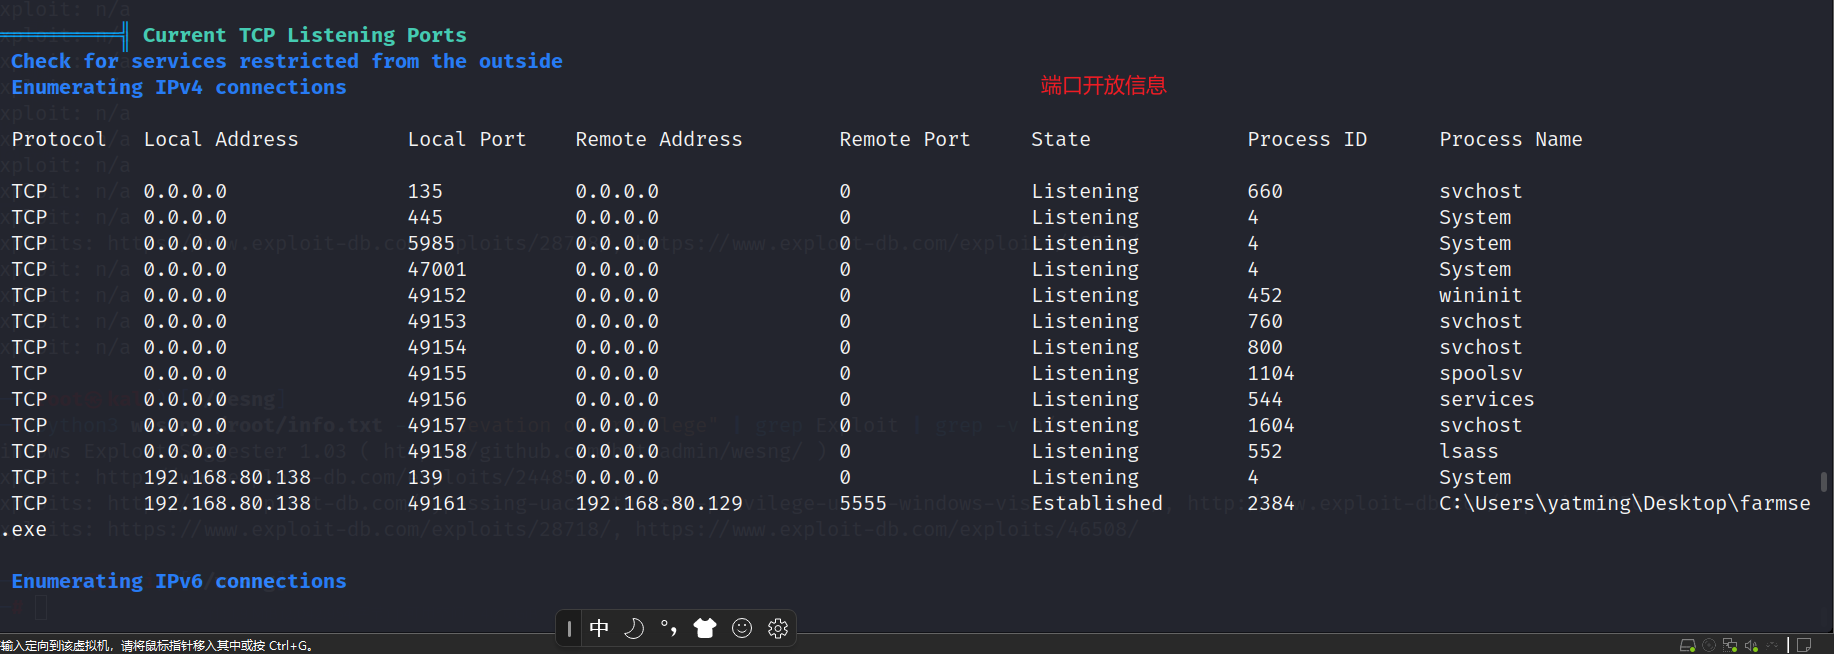 xploit: n/a
Current TCP Listening Ports
Check for services restricted from the outside
Enumerating IPv4 connections
端口开放信息
Protocol Local Address Local Port Remote Address Remote Port State Process ID Process Name
TCP 0.0.0.0 135 0.0.0.0 0 Listening 660 svchost
TCP 0.0.0.0 445 0.0.0.0 0 Listening 4 System
TCP 0.0.0.0 5985 0.0.0.0 0 Listening 4 System
TCP 0.0.0.0 47001 0.0.0.0 0 Listening 4 System
TCP 0.0.0.0 49152 0.0.0.0 0 Listening 452 wininit
TCP 0.0.0.0 49153 0.0.0.0 0 Listening 760 svchost
TCP 0.0.0.0 49154 0.0.0.0 0 Listening 800 svchost
TCP 0.0.0.0 49155 0.0.0.0 0 Listening 1104 spoolsv
TCP 0.0.0.0 49156 0.0.0.0 0 Listening 544 services
TCP 0.0.0.0 49157 0.0.0.0 0 Listening 1604 svchost
TCP 0.0.0.0 49158 0.0.0.0 0 Listening 552 lsass
TCP 192.168.80.138 139 0.0.0.0 0 Listening 4 System
TCP 192.168.80.138 49161 192.168.80.129 5555 Established 2384 C:\Users\yatming\Desktop\farmse
.exe
Enumerating IPv6 connections
中
输入定向到该虚拟机，请将鼠标指针移入其中或按 Ctrl+G。